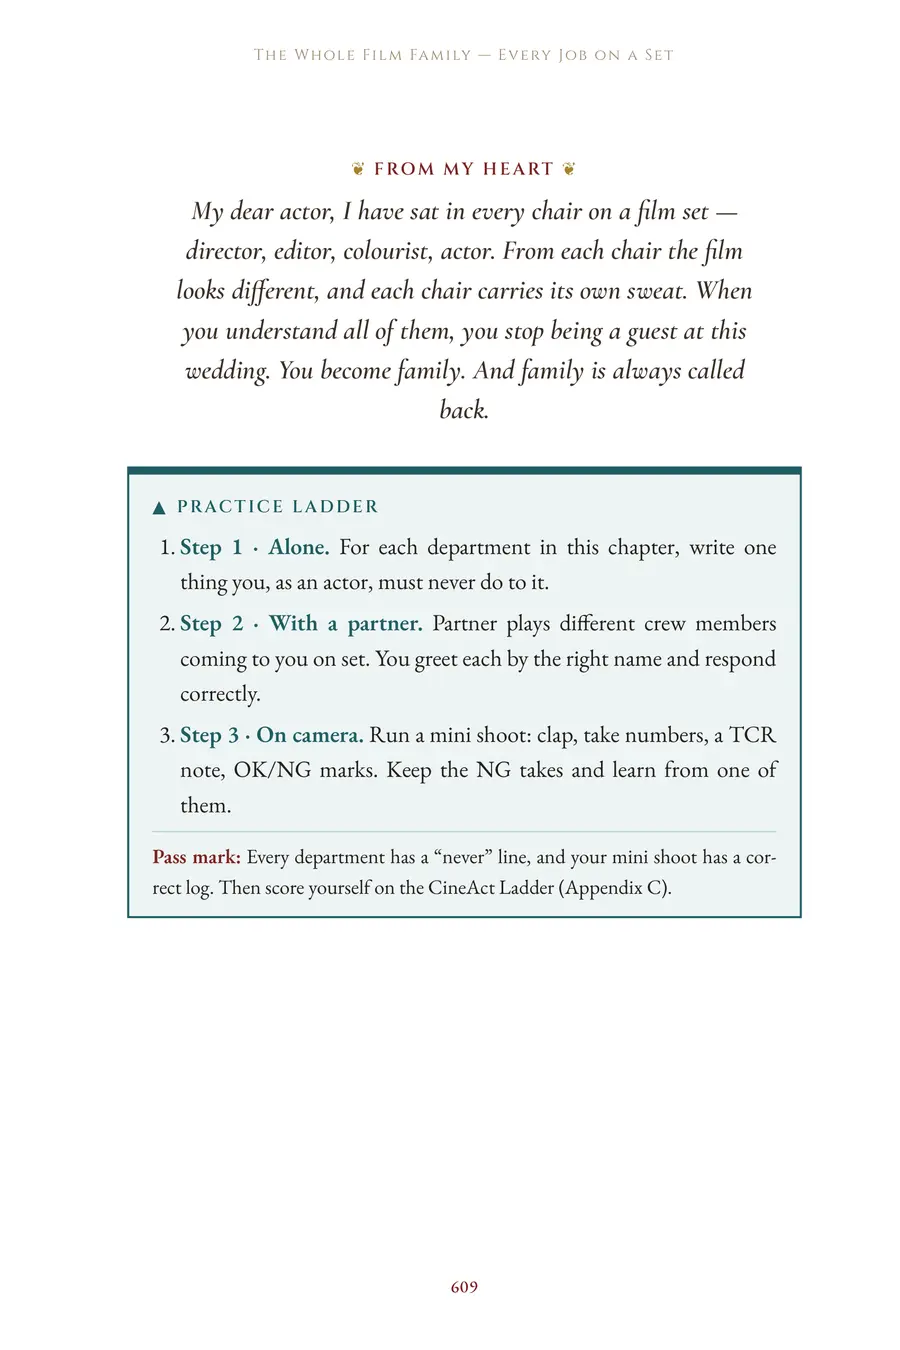 The Whole Film Family — Every Job on a Set
❦ FROM MY HEART ❦
My dear actor, I have sat in every chair on a film set —
director, editor, colourist, actor. From each chair the film
looks different, and each chair carries its own sweat. When
you understand all of them, you stop being a guest at this
wedding. You become family. And family is always called
back.
▲ PRACTICE LADDER
1. Step 1 · Alone. For each department in this chapter, write one
thing you, as an actor, must never do to it.
2. Step 2 · With a partner. Partner plays different crew members
coming to you on set. You greet each by the right name and respond
correctly.
3. Step 3 · On camera. Run a mini shoot: clap, take numbers, a TCR
note, OK/NG marks. Keep the NG takes and learn from one of
them.
Pass mark: Every department has a “never” line, and your mini shoot has a cor-
rect log. Then score yourself on the CineAct Ladder (Appendix C).
609